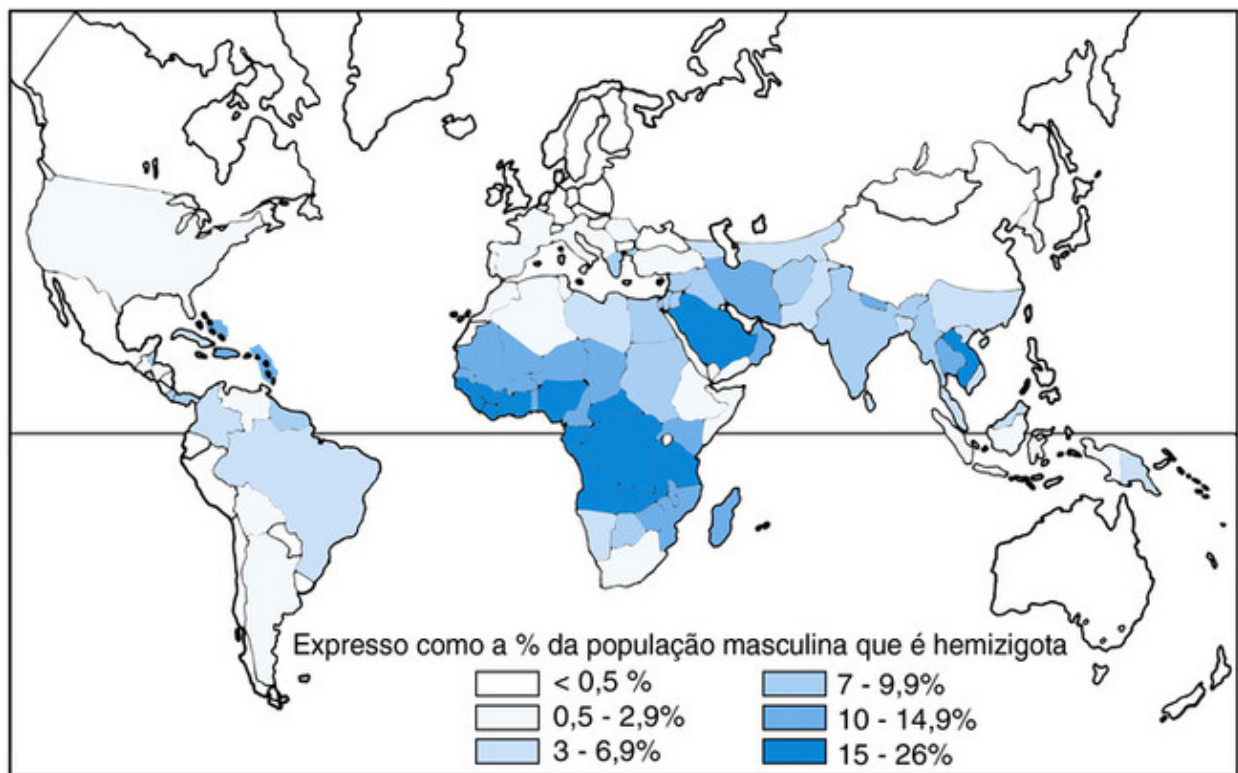 Expresso como a % da população masculina que é hemizigota
< 0,5 %
0,5 - 2,9%
3 - 6,9%
7 - 9,9%
10 - 14,9%
15 - 26%